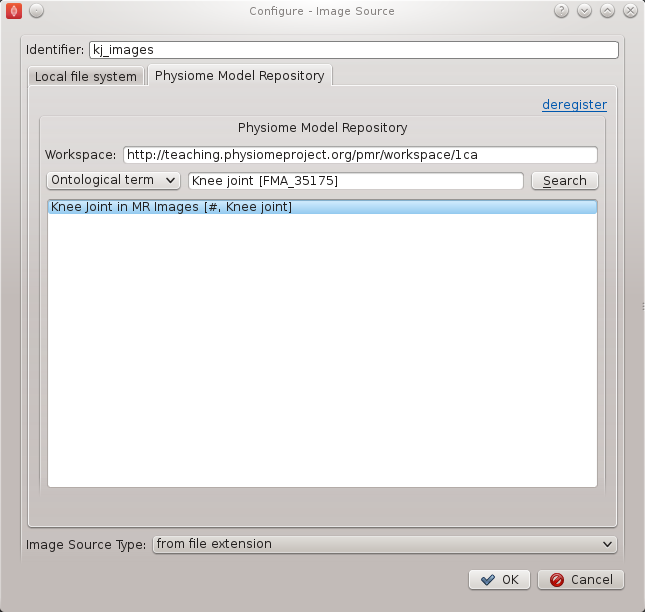 Configure - Image Source
Identifier: kj_images
Local file system Physiome Model Repository
deregister
Physiome Model Repository
Workspace: http://teaching.physiomeproject.org/pmr/workspace/1ca
Ontological term Knee joint [FMA_35175] Search
Knee Joint in MR Images [#, Knee joint]
Image Source Type: from file extension
OK Cancel